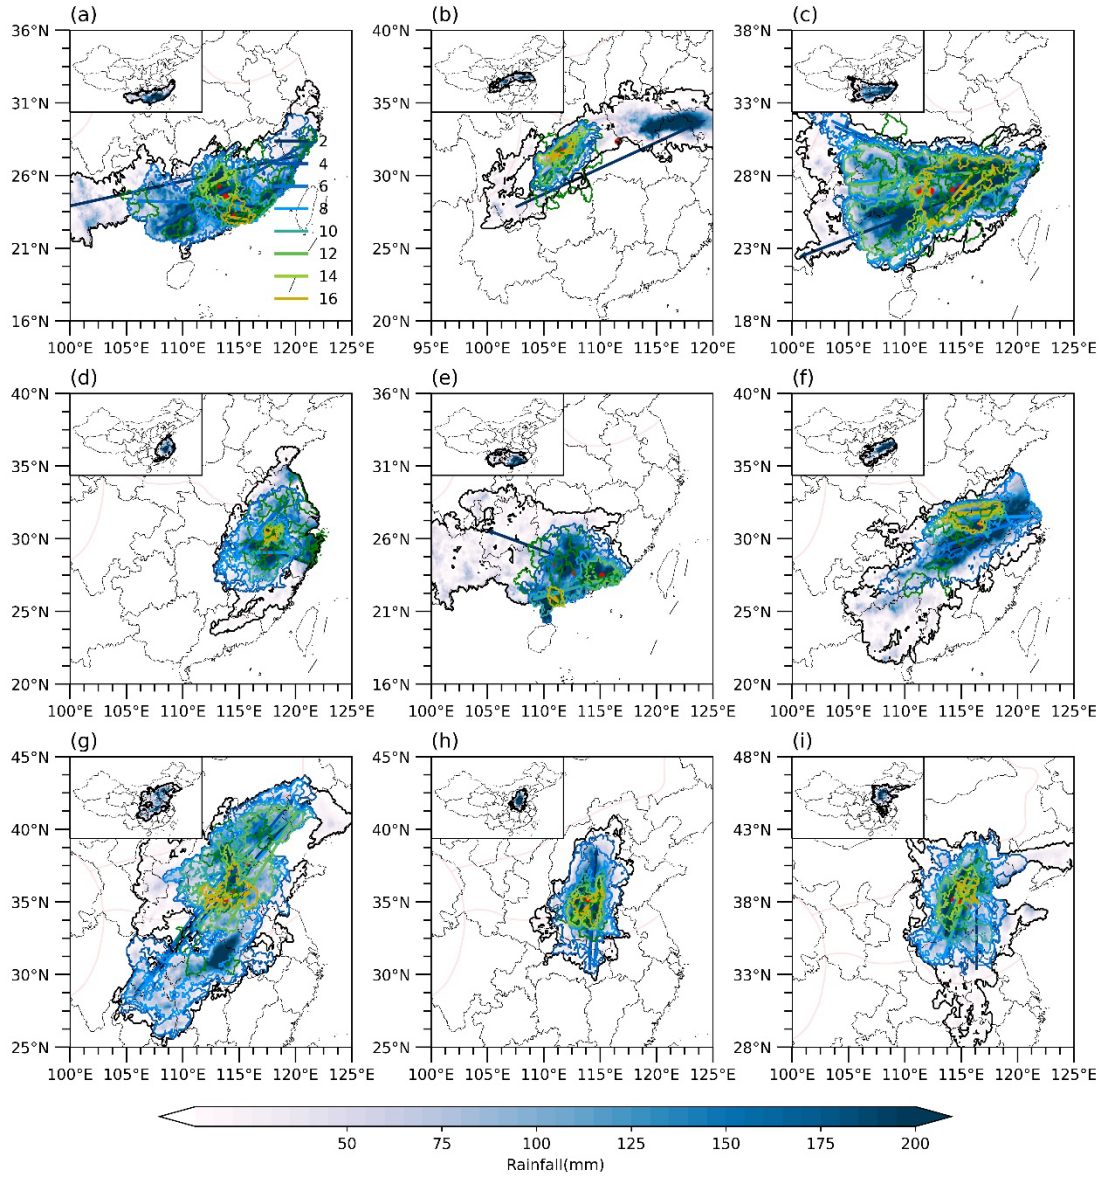 (a)
(b)
(c)
36°N
31°N
26°N
21°N
16°N
100°E 105°E 110°E 115°E 120°E 125°E
2
4
6
8
10
12
14
16
40°N
35°N
30°N
25°N
20°N
95°E 100°E 105°E 110°E 115°E 120°E
38°N
33°N
28°N
23°N
18°N
100°E 105°E 110°E 115°E 120°E 125°E
(d)
(e)
(f)
40°N
35°N
30°N
25°N
20°N
100°E 105°E 110°E 115°E 120°E 125°E
36°N
31°N
26°N
21°N
16°N
100°E 105°E 110°E 115°E 120°E 125°E
40°N
35°N
30°N
25°N
20°N
100°E 105°E 110°E 115°E 120°E 125°E
(g)
(h)
(i)
45°N
40°N
35°N
30°N
25°N
100°E 105°E 110°E 115°E 120°E 125°E
45°N
40°N
35°N
30°N
25°N
100°E 105°E 110°E 115°E 120°E 125°E
48°N
43°N
38°N
33°N
28°N
100°E 105°E 110°E 115°E 120°E 125°E
50 75 100 125 150 175 200
Rainfall(mm)